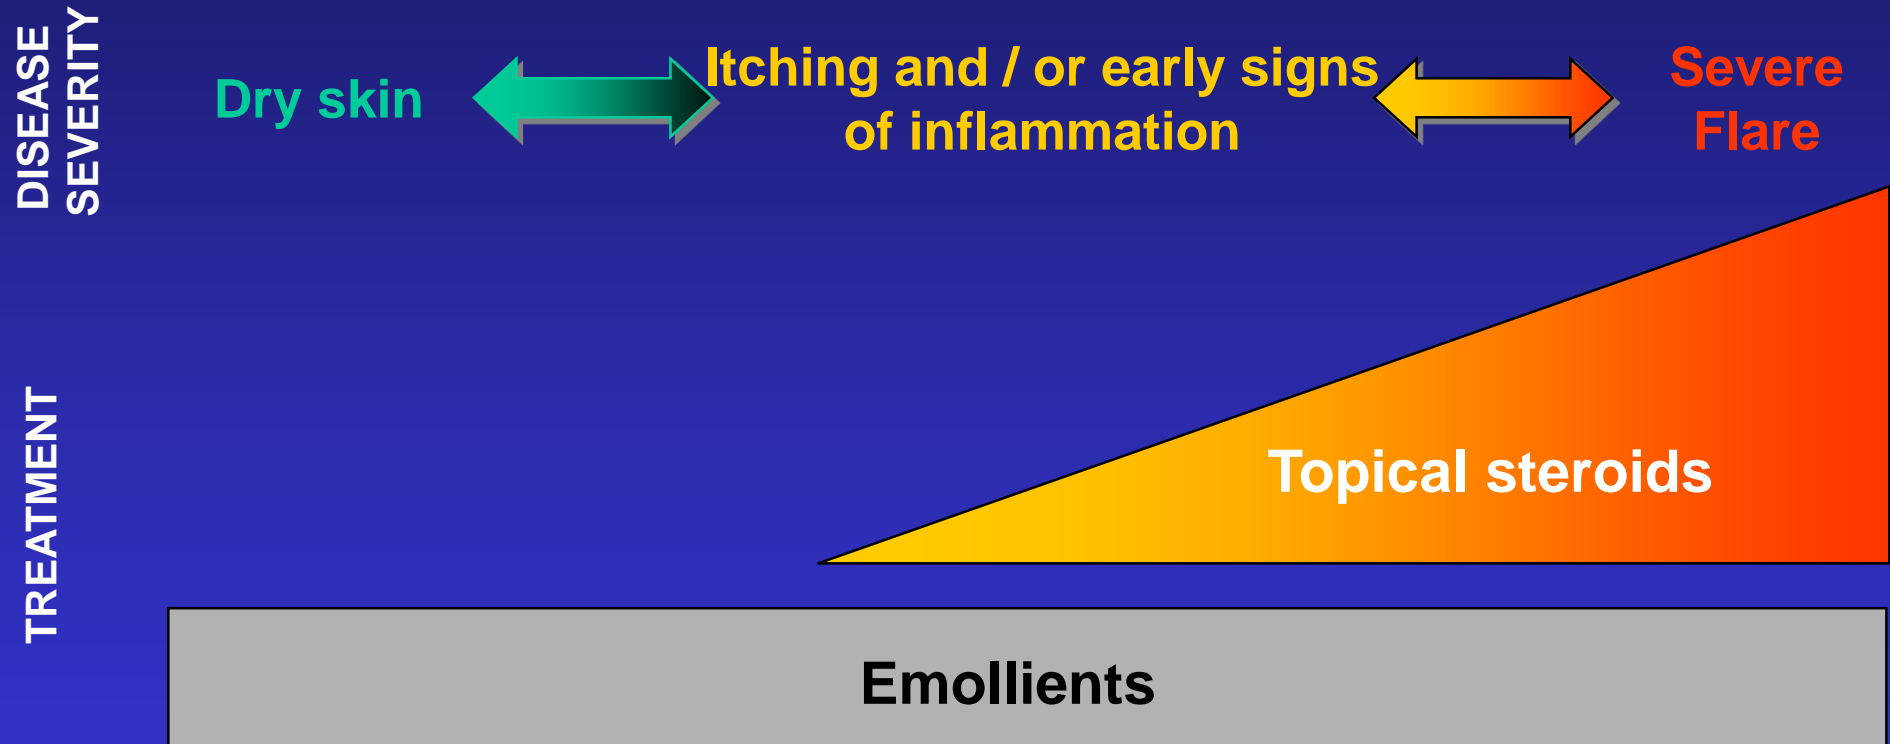 DISEASE
SEVERITY
Dry skin
Itching and / or early signs
of inflammation
Severe
Flare
TREATMENT
Topical steroids
Emollients